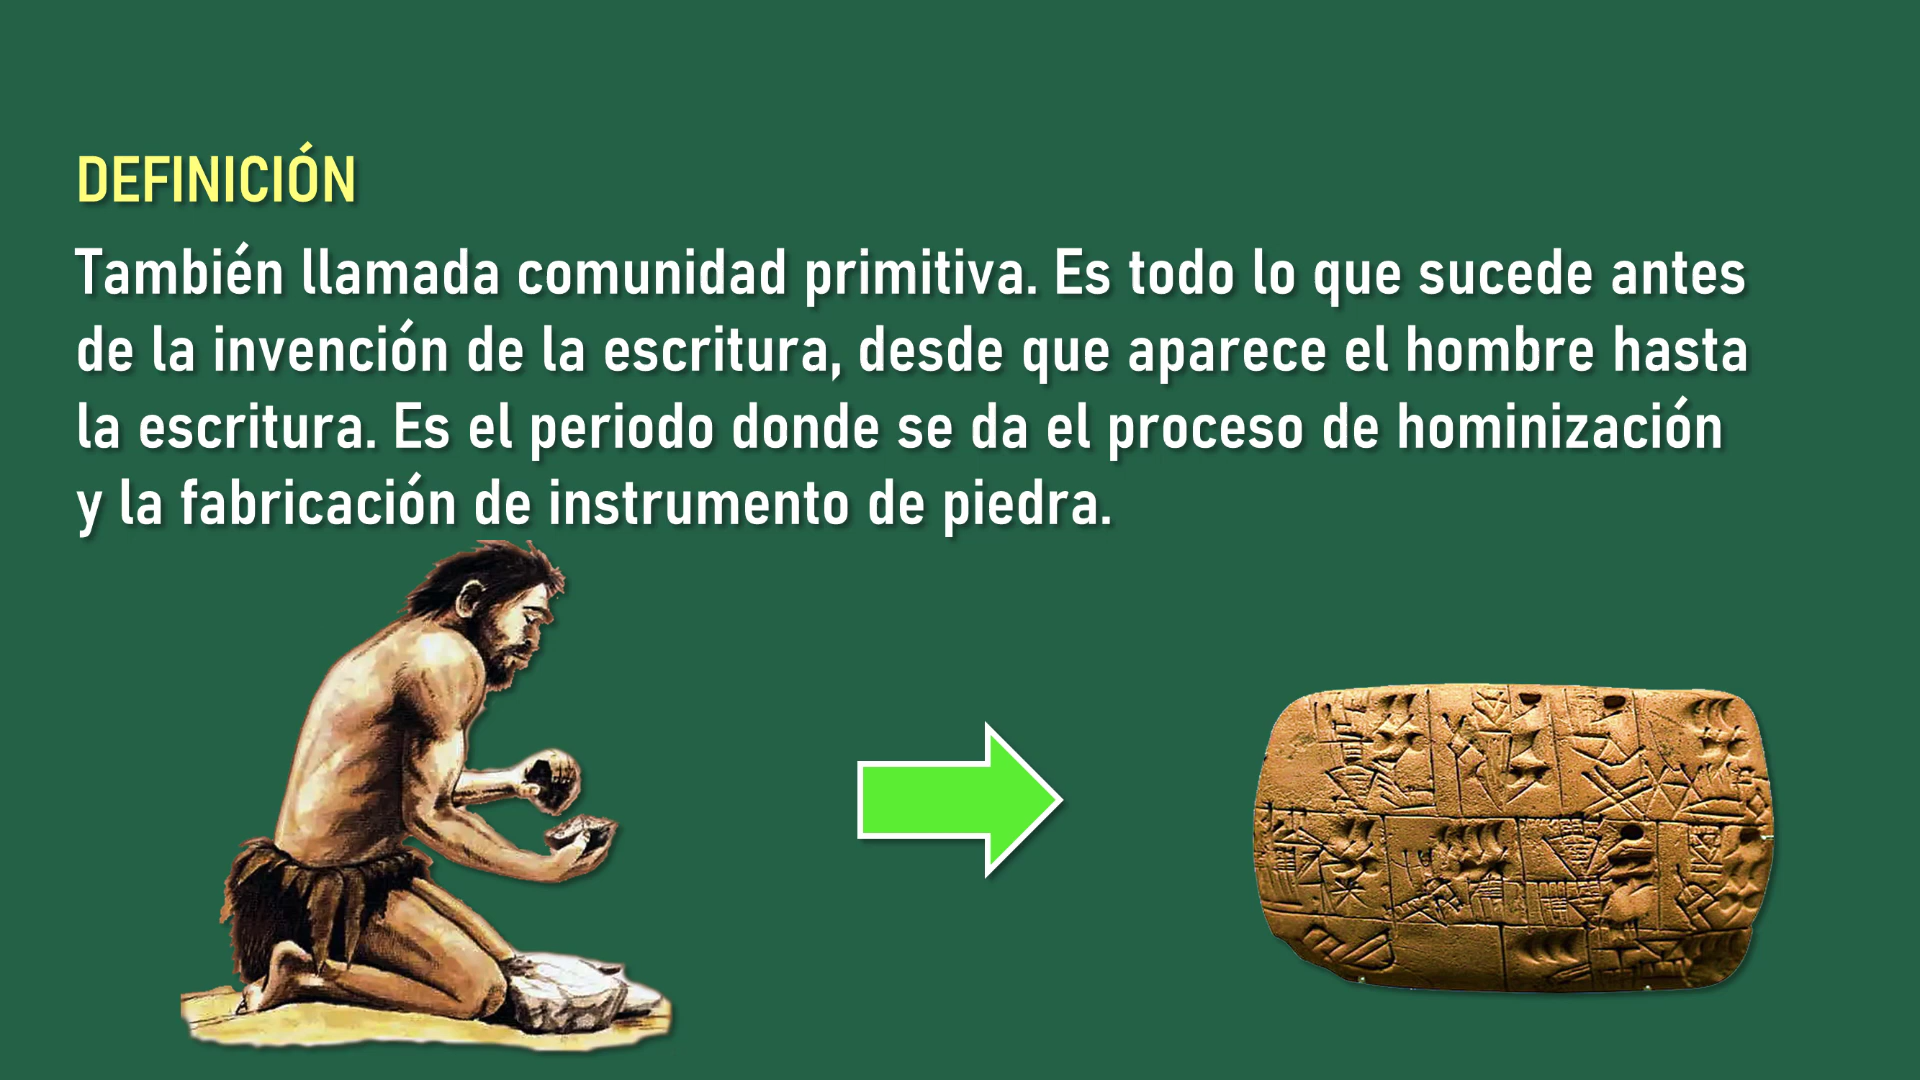 DEFINICIÓN
También llamada comunidad primitiva. Es todo lo que sucede antes
de la invención de la escritura, desde que aparece el hombre hasta
la escritura. Es el periodo donde se da el proceso de hominización
y la fabricación de instrumento de piedra.